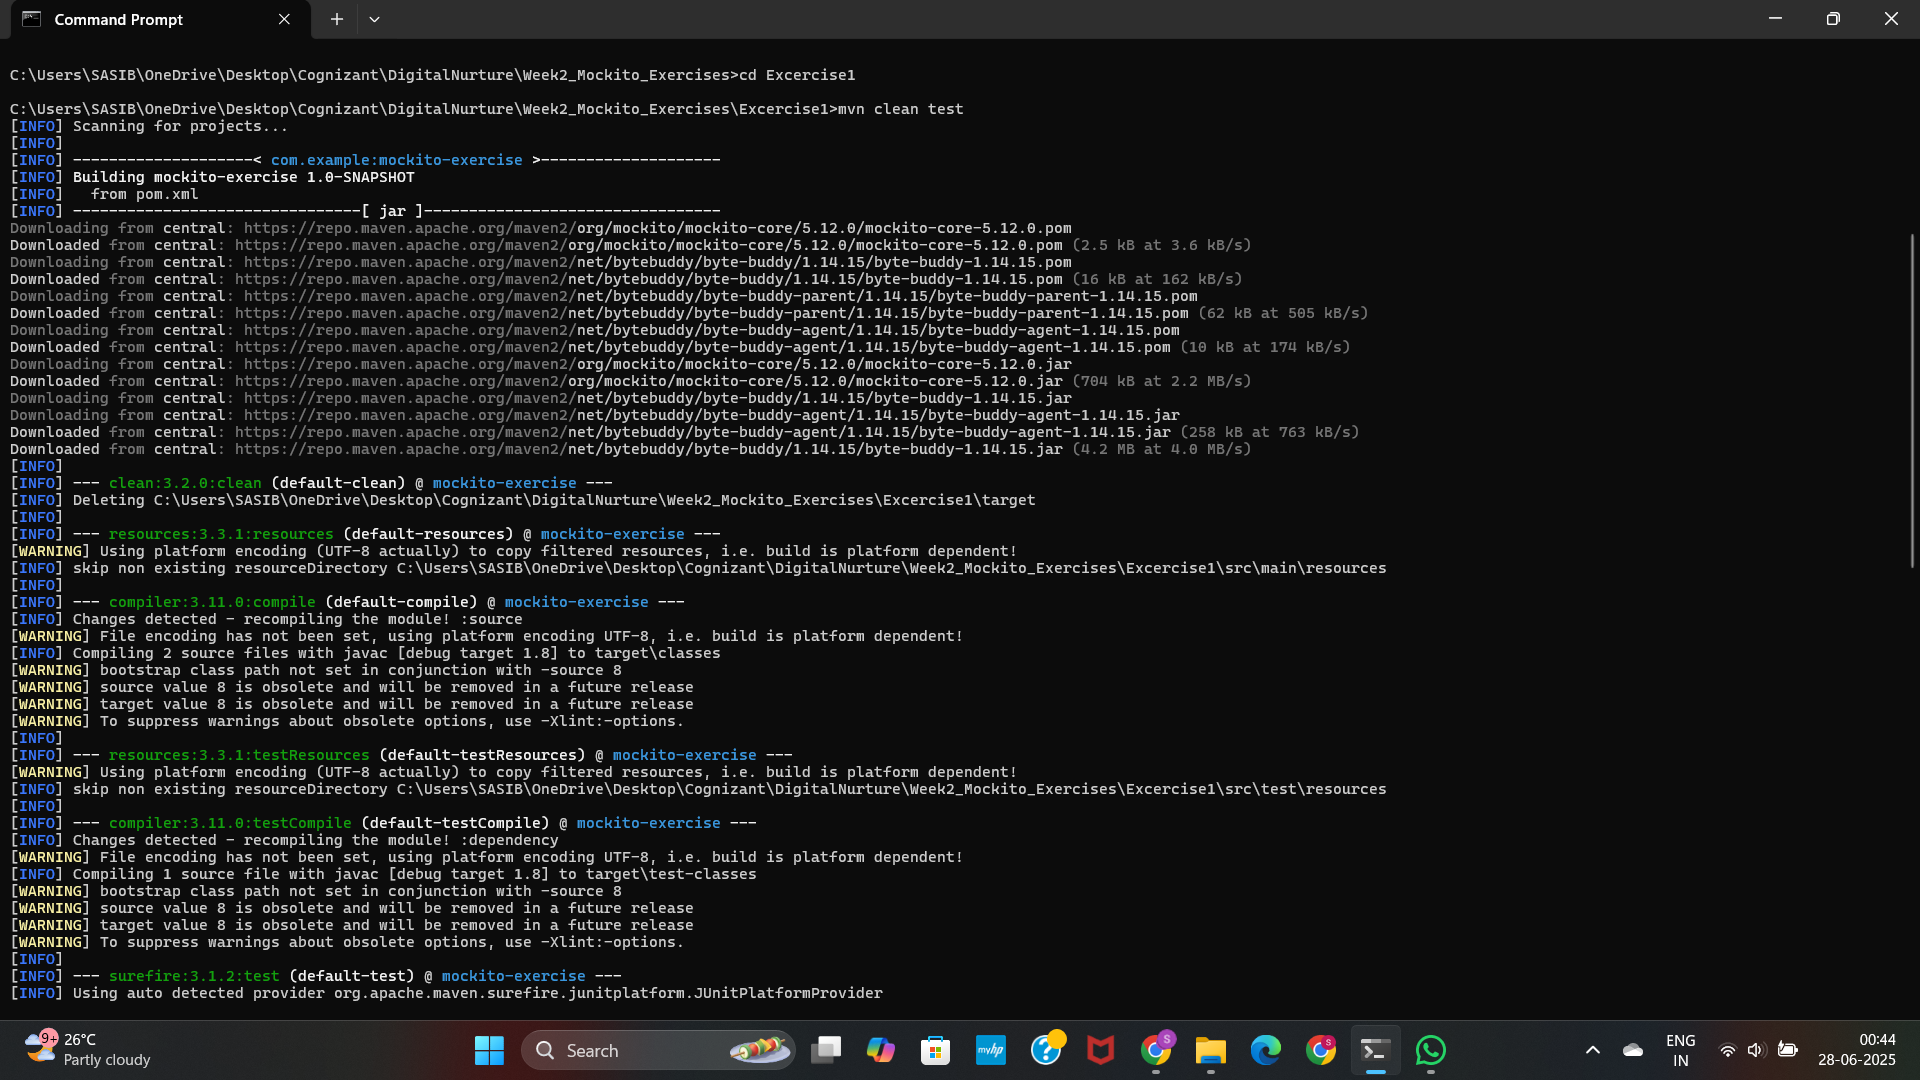 Command Prompt
C:\Users\SASIB\OneDrive\Desktop\Cognizant\DigitalNurture\Week2_Mockito_Exercises>cd Excercise1
C:\Users\SASIB\OneDrive\Desktop\Cognizant\DigitalNurture\Week2_Mockito_Exercises\Excercise1>mvn clean test
[INFO] Scanning for projects...
[INFO]
[INFO] --------------------< com.example:mockito-exercise >--------------------
[INFO] Building mockito-exercise 1.0-SNAPSHOT
[INFO]   from pom.xml
[INFO] --------------------------------[ jar ]---------------------------------
Downloading from central: https://repo.maven.apache.org/maven2/org/mockito/mockito-core/5.12.0/mockito-core-5.12.0.pom
Downloaded from central: https://repo.maven.apache.org/maven2/org/mockito/mockito-core/5.12.0/mockito-core-5.12.0.pom (2.5 kB at 3.6 kB/s)
Downloading from central: https://repo.maven.apache.org/maven2/net/bytebuddy/byte-buddy/1.14.15/byte-buddy-1.14.15.pom
Downloaded from central: https://repo.maven.apache.org/maven2/net/bytebuddy/byte-buddy/1.14.15/byte-buddy-1.14.15.pom (16 kB at 162 kB/s)
Downloading from central: https://repo.maven.apache.org/maven2/net/bytebuddy/byte-buddy-parent/1.14.15/byte-buddy-parent-1.14.15.pom
Downloaded from central: https://repo.maven.apache.org/maven2/net/bytebuddy/byte-buddy-parent/1.14.15/byte-buddy-parent-1.14.15.pom (62 kB at 505 kB/s)
Downloading from central: https://repo.maven.apache.org/maven2/net/bytebuddy/byte-buddy-agent/1.14.15/byte-buddy-agent-1.14.15.pom
Downloaded from central: https://repo.maven.apache.org/maven2/net/bytebuddy/byte-buddy-agent/1.14.15/byte-buddy-agent-1.14.15.pom (10 kB at 174 kB/s)
Downloading from central: https://repo.maven.apache.org/maven2/org/mockito/mockito-core/5.12.0/mockito-core-5.12.0.jar
Downloaded from central: https://repo.maven.apache.org/maven2/org/mockito/mockito-core/5.12.0/mockito-core-5.12.0.jar (704 kB at 2.2 MB/s)
Downloading from central: https://repo.maven.apache.org/maven2/net/bytebuddy/byte-buddy/1.14.15/byte-buddy-1.14.15.jar
Downloading from central: https://repo.maven.apache.org/maven2/net/bytebuddy/byte-buddy-agent/1.14.15/byte-buddy-agent-1.14.15.jar
Downloaded from central: https://repo.maven.apache.org/maven2/net/bytebuddy/byte-buddy-agent/1.14.15/byte-buddy-agent-1.14.15.jar (258 kB at 763 kB/s)
Downloaded from central: https://repo.maven.apache.org/maven2/net/bytebuddy/byte-buddy/1.14.15/byte-buddy-1.14.15.jar (4.2 MB at 4.0 MB/s)
[INFO]
[INFO] --- clean:3.2.0:clean (default-clean) @ mockito-exercise ---
[INFO] Deleting C:\Users\SASIB\OneDrive\Desktop\Cognizant\DigitalNurture\Week2_Mockito_Exercises\Excercise1\target
[INFO]
[INFO] --- resources:3.3.1:resources (default-resources) @ mockito-exercise ---
[WARNING] Using platform encoding (UTF-8 actually) to copy filtered resources, i.e. build is platform dependent!
[INFO] skip non existing resourceDirectory C:\Users\SASIB\OneDrive\Desktop\Cognizant\DigitalNurture\Week2_Mockito_Exercises\Excercise1\src\main\resources
[INFO]
[INFO] --- compiler:3.11.0:compile (default-compile) @ mockito-exercise ---
[INFO] Changes detected - recompiling the module! :source
[WARNING] File encoding has not been set, using platform encoding UTF-8, i.e. build is platform dependent!
[INFO] Compiling 2 source files with javac [debug target 1.8] to target\classes
[WARNING] bootstrap class path not set in conjunction with -source 8
[WARNING] source value 8 is obsolete and will be removed in a future release
[WARNING] target value 8 is obsolete and will be removed in a future release
[WARNING] To suppress warnings about obsolete options, use -Xlint:-options.
[INFO]
[INFO] --- resources:3.3.1:testResources (default-testResources) @ mockito-exercise ---
[WARNING] Using platform encoding (UTF-8 actually) to copy filtered resources, i.e. build is platform dependent!
[INFO] skip non existing resourceDirectory C:\Users\SASIB\OneDrive\Desktop\Cognizant\DigitalNurture\Week2_Mockito_Exercises\Excercise1\src\test\resources
[INFO]
[INFO] --- compiler:3.11.0:testCompile (default-testCompile) @ mockito-exercise ---
[INFO] Changes detected - recompiling the module! :dependency
[WARNING] File encoding has not been set, using platform encoding UTF-8, i.e. build is platform dependent!
[INFO] Compiling 1 source file with javac [debug target 1.8] to target\test-classes
[WARNING] bootstrap class path not set in conjunction with -source 8
[WARNING] source value 8 is obsolete and will be removed in a future release
[WARNING] target value 8 is obsolete and will be removed in a future release
[WARNING] To suppress warnings about obsolete options, use -Xlint:-options.
[INFO]
[INFO] --- surefire:3.1.2:test (default-test) @ mockito-exercise ---
[INFO] Using auto detected provider org.apache.maven.surefire.junitplatform.JUnitPlatformProvider
9+
26°C
Partly cloudy
Search
myhp
S
S
ENG
IN
00:44
28-06-2025